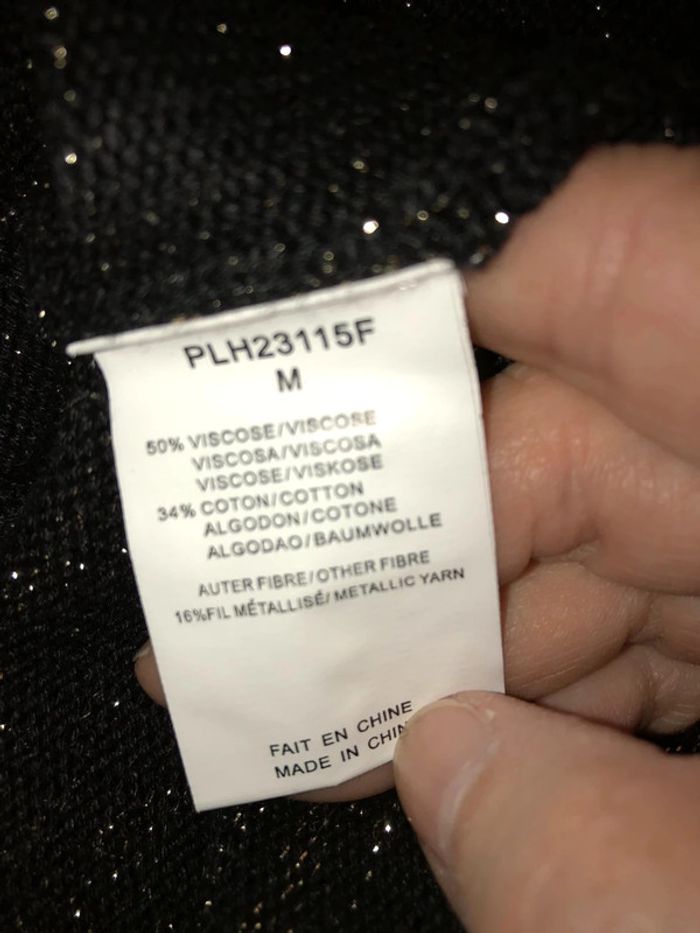 PLH23115F
M
50% VISCOSE/VISCOSE
VISCOSA/VISCOSA
VISCOSE/VISKOSE
34% COTON/COTTON
ALGODON/COTONE
ALGODAO/BAUMWOLLE
AUTER FIBRE/OTHER FIBRE
16%FIL MÉTALLISÉ/ METALLIC YARN
FAIT EN CHINE
MADE IN CHIN